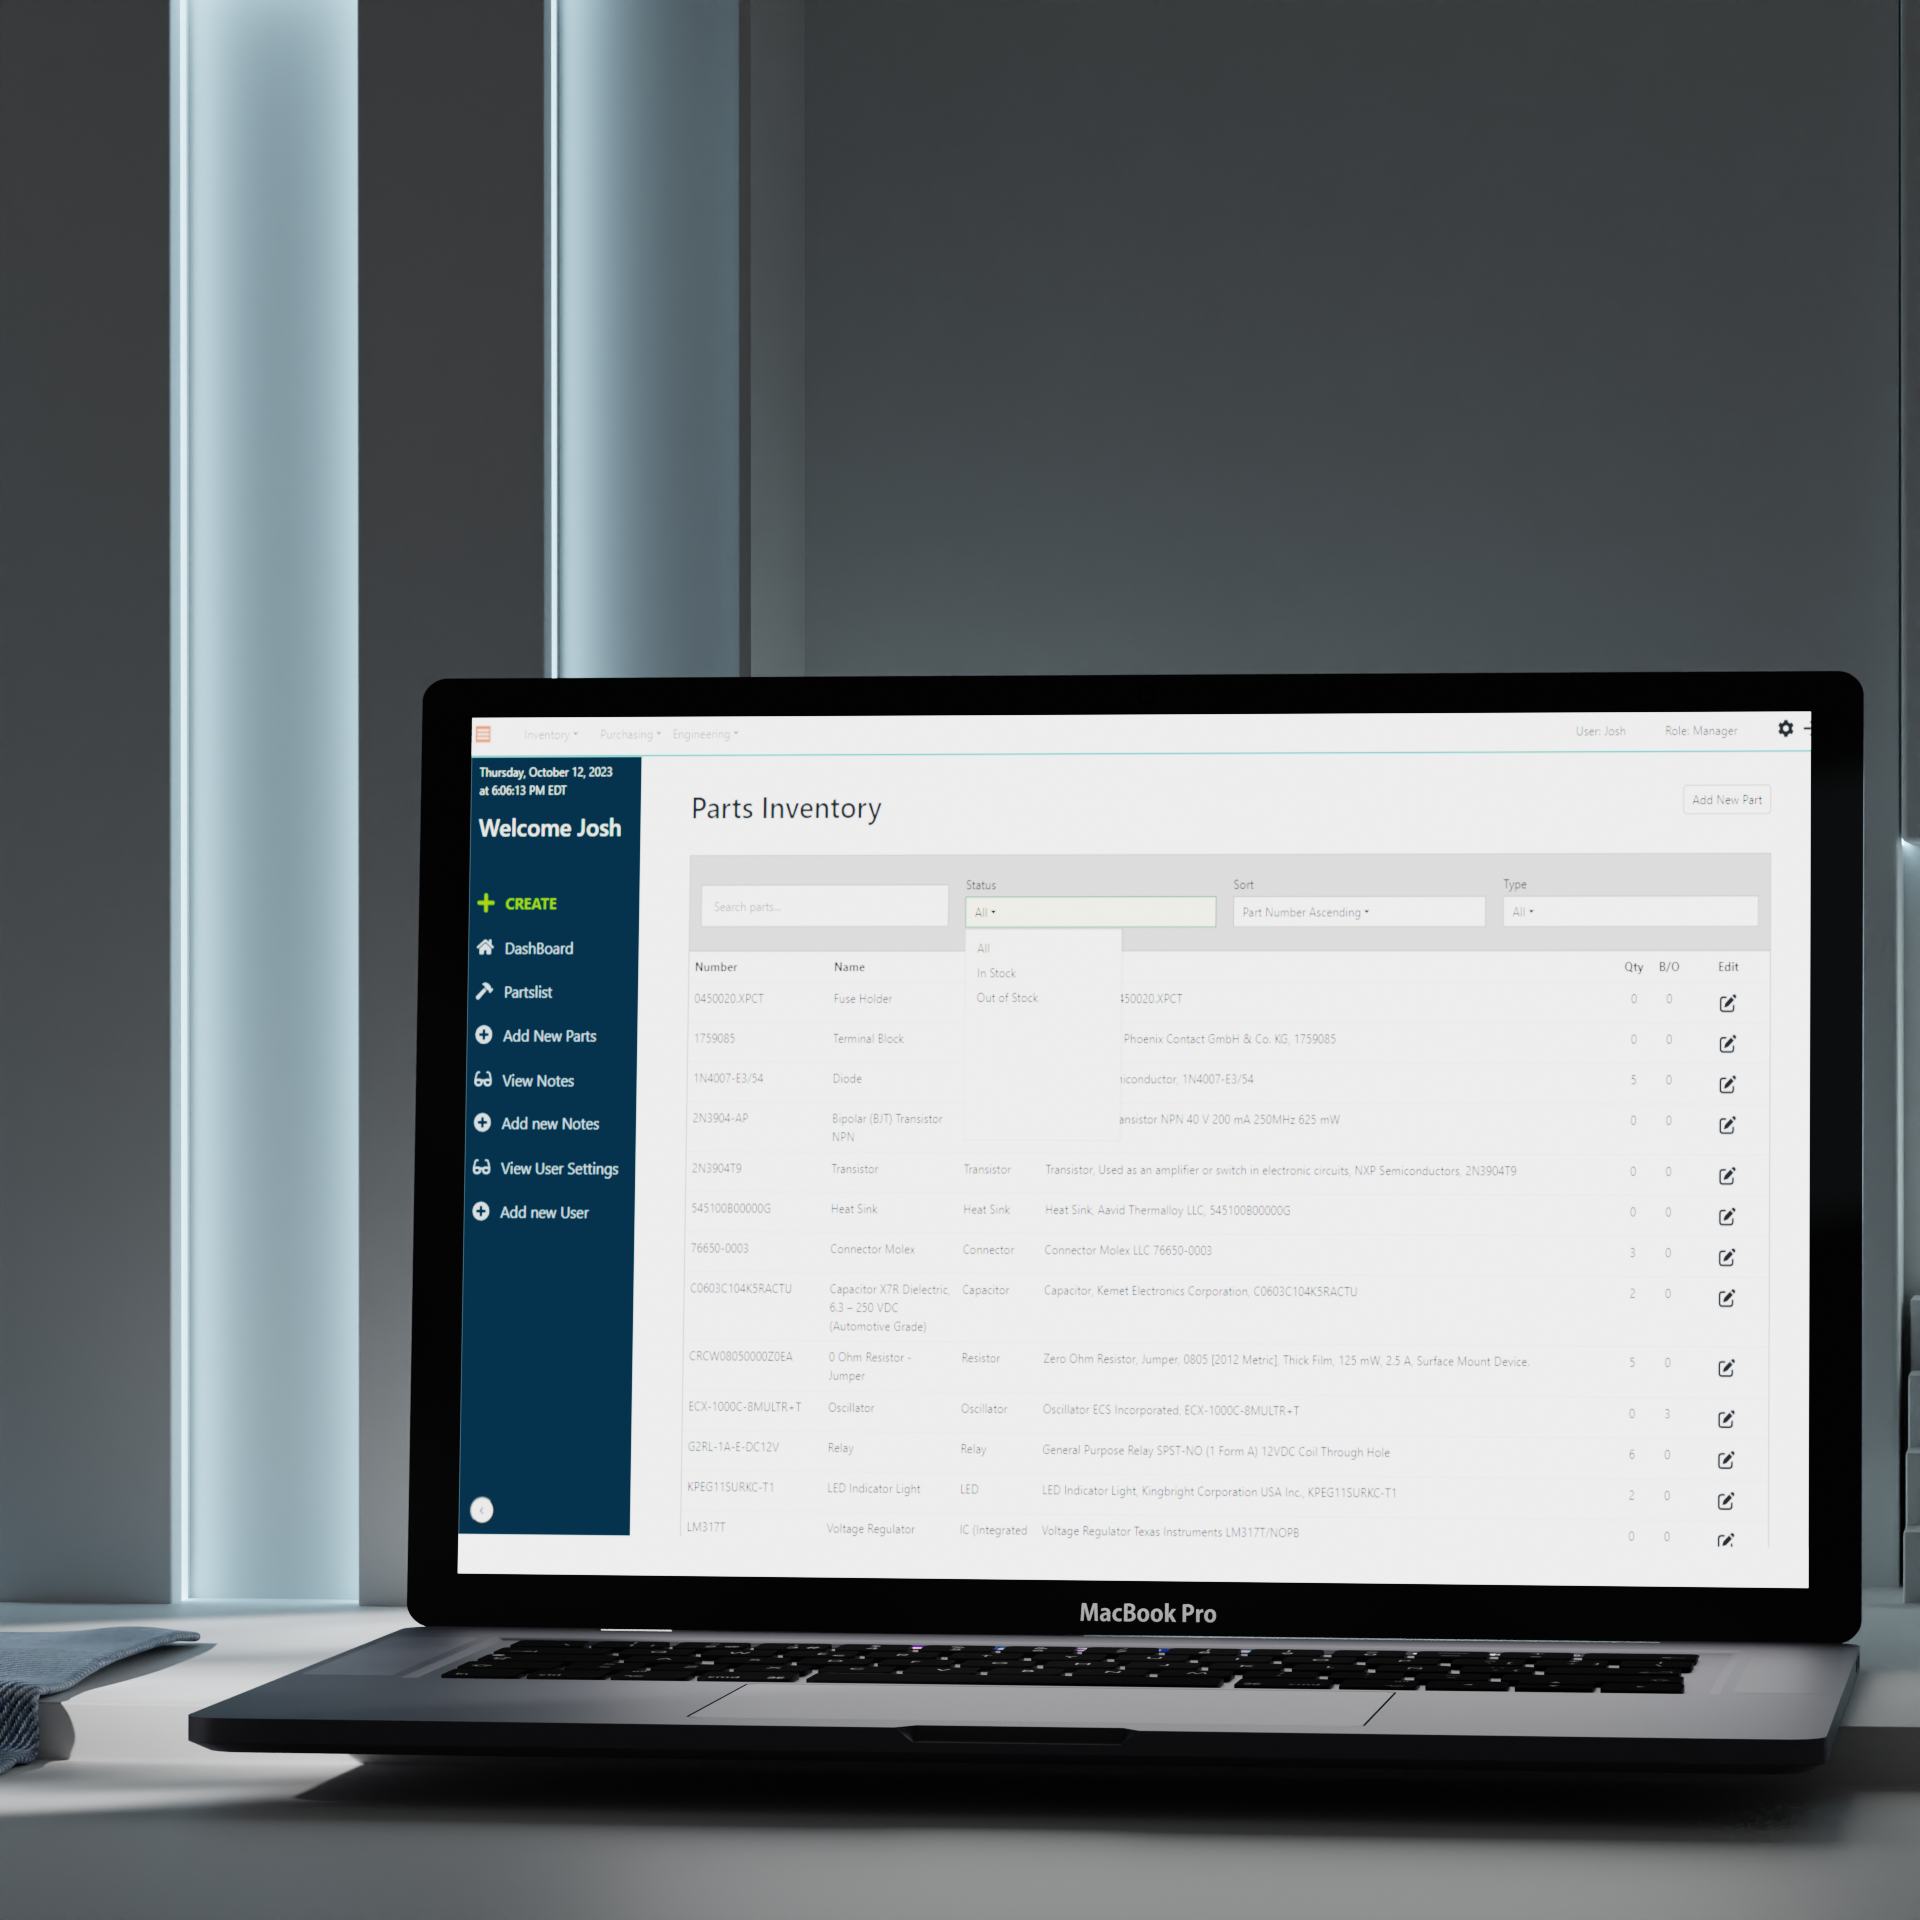 Inventory Purchasing Engineering User: Josh Role: Manager
Thursday, October 12, 2023
at 6:06:13 PM EDT
Welcome Josh
CREATE
DashBoard
Partslist
Add New Parts
View Notes
Add new Notes
View User Settings
Add new User
Parts Inventory
Add New Part
Search parts...
Status
All
Sort
Part Number Ascending
Type
All
All
In Stock
Out of Stock
Number Name Qty B/O Edit
0450020.XPCT Fuse Holder 450020.XPCT 0 0
1759085 Terminal Block Phoenix Contact GmbH & Co. KG, 1759085 0 0
1N4007-E3/54 Diode iconductor, 1N4007-E3/54 5 0
2N3904-AP Bipolar (BJT) Transistor ansistor NPN 40 V 200 mA 250MHz 625 mW 0 0
NPN
2N3904T9 Transistor Transistor Transistor, Used as an amplifier or switch in electronic circuits, NXP Semiconductors, 2N3904T9 0 0
545100B00000G Heat Sink Heat Sink Heat Sink, Aavid Thermalloy LLC, 545100B00000G 0 0
76650-0003 Connector Molex Connector Connector Molex LLC 76650-0003 3 0
C0603C104K5RACTU Capacitor X7R Dielectric, Capacitor Capacitor, Kemet Electronics Corporation, C0603C104K5RACTU 2 0
6.3 – 250 VDC
(Automotive Grade)
CRCW08050000Z0EA 0 Ohm Resistor - Resistor Zero Ohm Resistor, Jumper, 0805 [2012 Metric], Thick Film, 125 mW, 2.5 A, Surface Mount Device. 5 0
Jumper
ECX-1000C-8MULTR+T Oscillator Oscillator Oscillator ECS Incorporated, ECX-1000C-8MULTR+T 0 3
G2RL-1A-E-DC12V Relay Relay General Purpose Relay SPST-NO (1 Form A) 12VDC Coil Through Hole 6 0
KPEG11SURKC-T1 LED Indicator Light LED LED Indicator Light, Kingbright Corporation USA Inc., KPEG11SURKC-T1 2 0
LM317T Voltage Regulator IC (Integrated Voltage Regulator Texas Instruments LM317T/NOPB 0 0
MacBook Pro